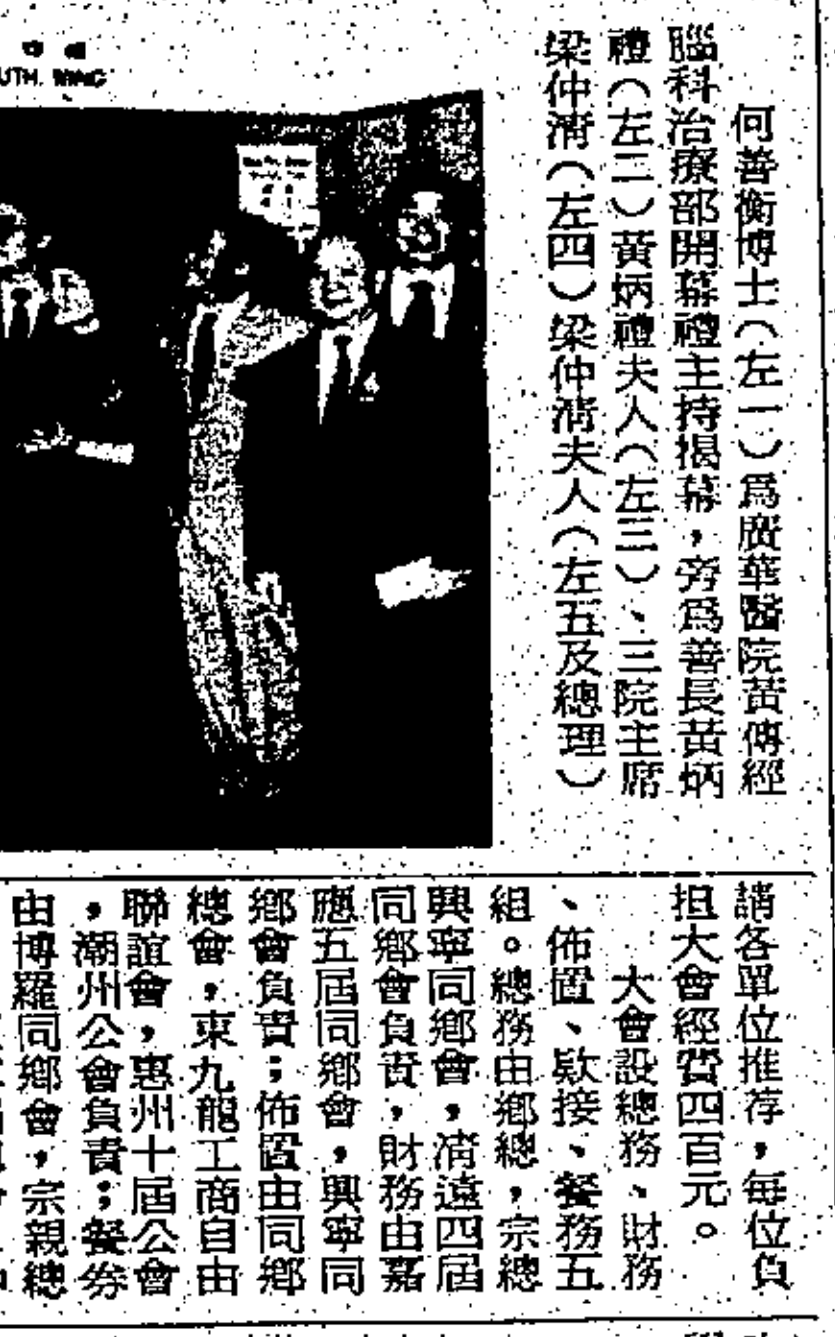 UTH. WING
何善衡博士（左一）爲廣華醫院黃傳經
腦科治療部開幕禮主持揭幕，旁爲善長黃炳
禮（左二）黃炳禮夫人（左三）、三院主席
梁仲清（左四）梁仲清夫人（左五及總理）
請各單位推荐，每位負
担大會經費四百元。
大會設總務、財務
、佈置、欵接、餐務五
組。總務由鄉總，宗總
興寧同鄉會，清遠四屆
同鄉會負責，財務由嘉
應五屆同鄉會，興寧同
鄉會負責；佈置由同鄉
總會，東九龍工商自由
聯誼會，惠州十屆公會
，潮州公會負責；餐券
由博羅同鄉會，宗親總